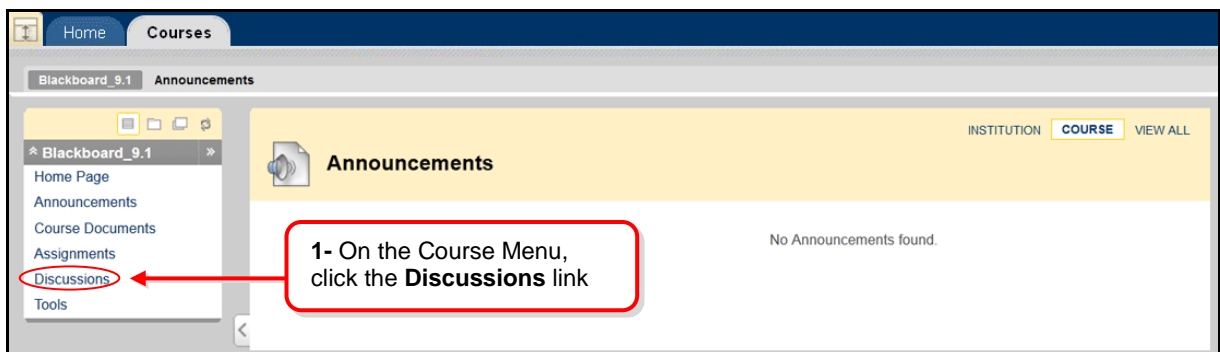 Home Courses
Blackboard_9.1 Announcements
INSTITUTION COURSE VIEW ALL
Blackboard_9.1
Announcements
Home Page
Announcements
Course Documents
Assignments
Discussions
Tools
No Announcements found.
1- On the Course Menu,
click the Discussions link